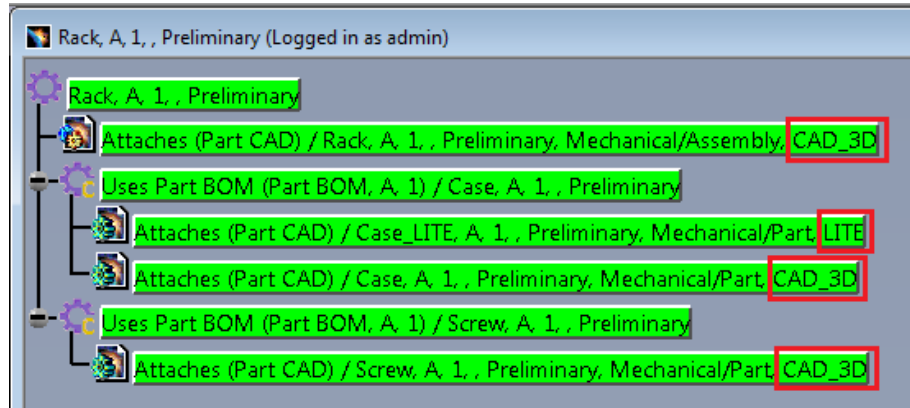 Rack, A, 1, , Preliminary (Logged in as admin)
Rack, A, 1, , Preliminary
Attaches (Part CAD) / Rack, A, 1, , Preliminary, Mechanical/Assembly, CAD_3D
Uses Part BOM (Part BOM, A, 1) / Case, A, 1, , Preliminary
Attaches (Part CAD) / Case_LITE, A, 1, , Preliminary, Mechanical/Part, LITE
Attaches (Part CAD) / Case, A, 1, , Preliminary, Mechanical/Part, CAD_3D
Uses Part BOM (Part BOM, A, 1) / Screw, A, 1, , Preliminary
Attaches (Part CAD) / Screw, A, 1, , Preliminary, Mechanical/Part, CAD_3D